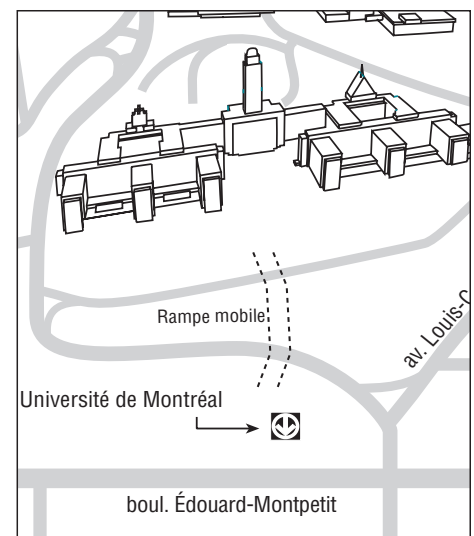 Rampe mobile
av. Louis-C
Université de Montréal
boul. Édouard-Montpetit